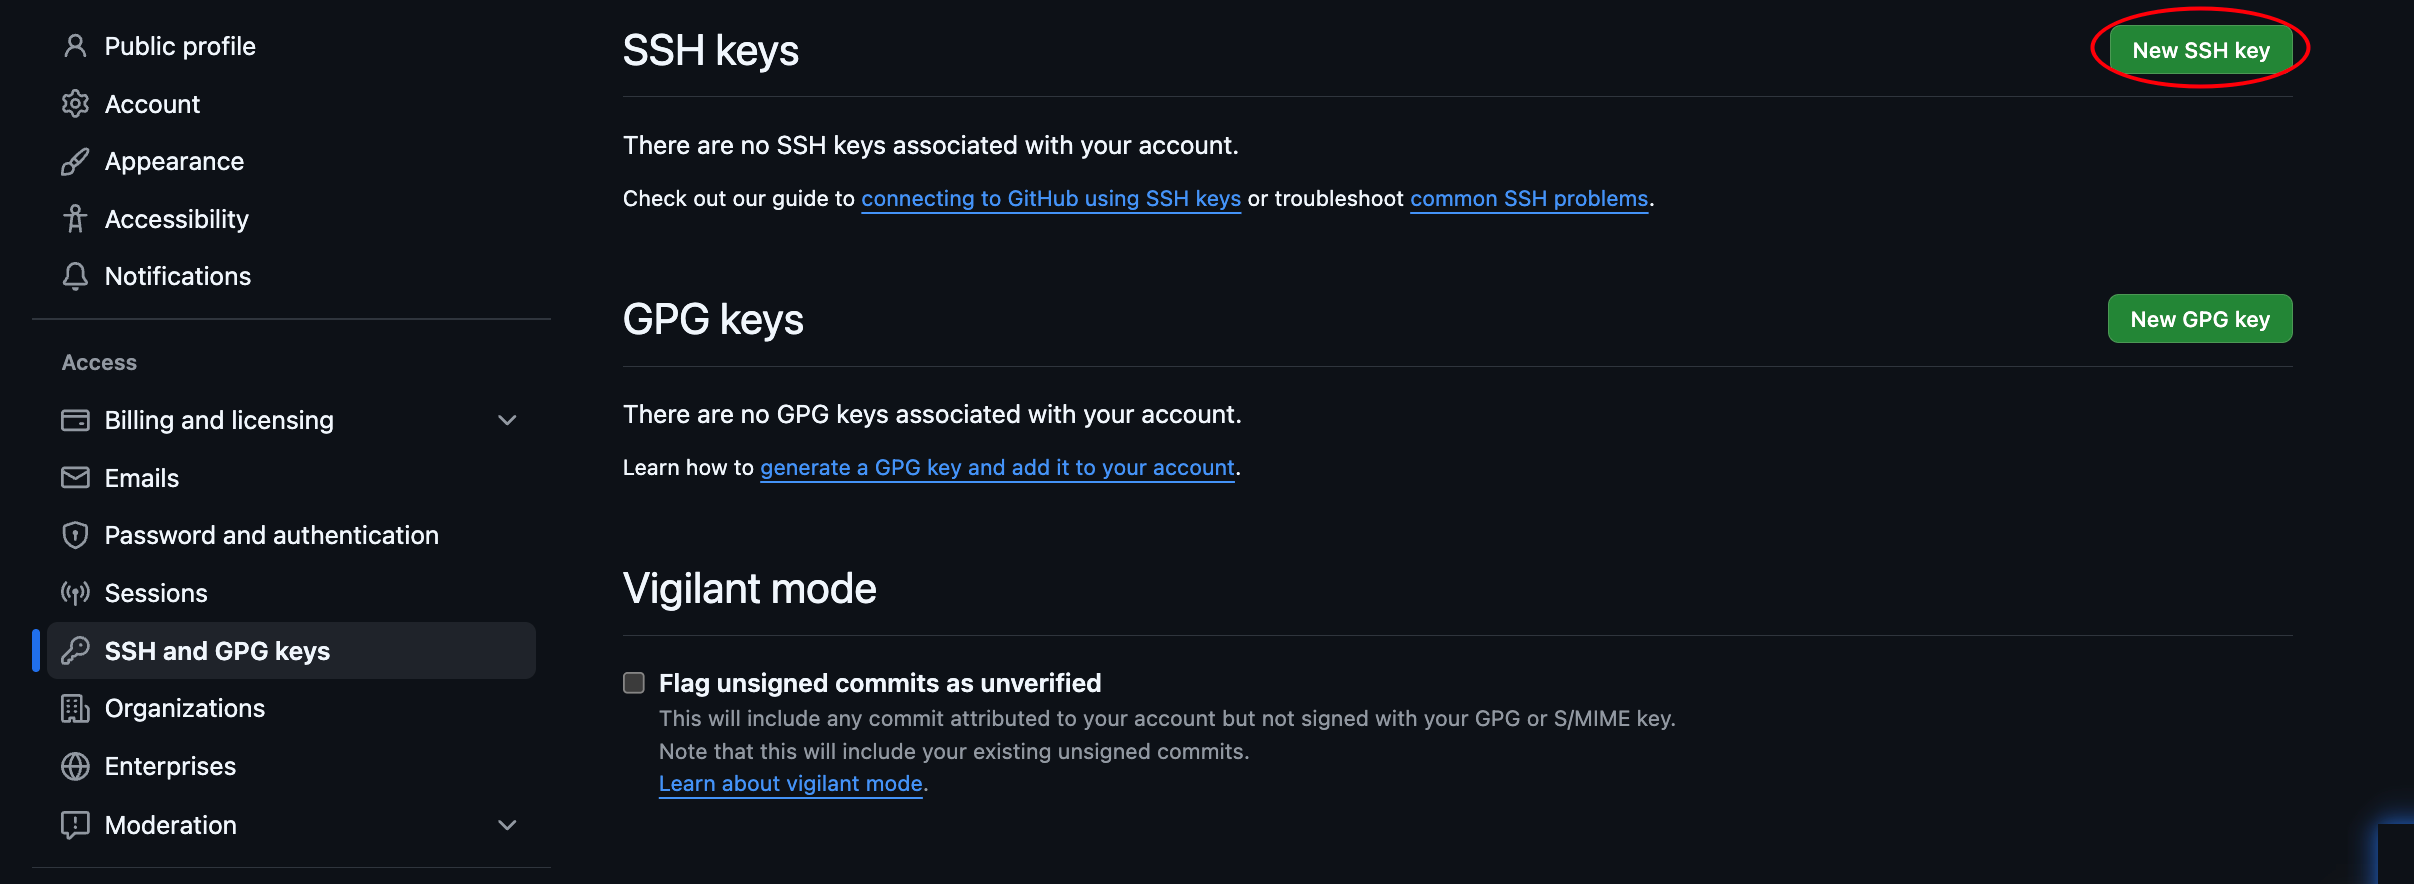 Public profile
Account
Appearance
Accessibility
Notifications
Access
Billing and licensing
Emails
Password and authentication
Sessions
SSH and GPG keys
Organizations
Enterprises
Moderation
SSH keys
New SSH key
There are no SSH keys associated with your account.
Check out our guide to connecting to GitHub using SSH keys or troubleshoot common SSH problems.
GPG keys
New GPG key
There are no GPG keys associated with your account.
Learn how to generate a GPG key and add it to your account.
Vigilant mode
Flag unsigned commits as unverified
This will include any commit attributed to your account but not signed with your GPG or S/MIME key.
Note that this will include your existing unsigned commits.
Learn about vigilant mode.